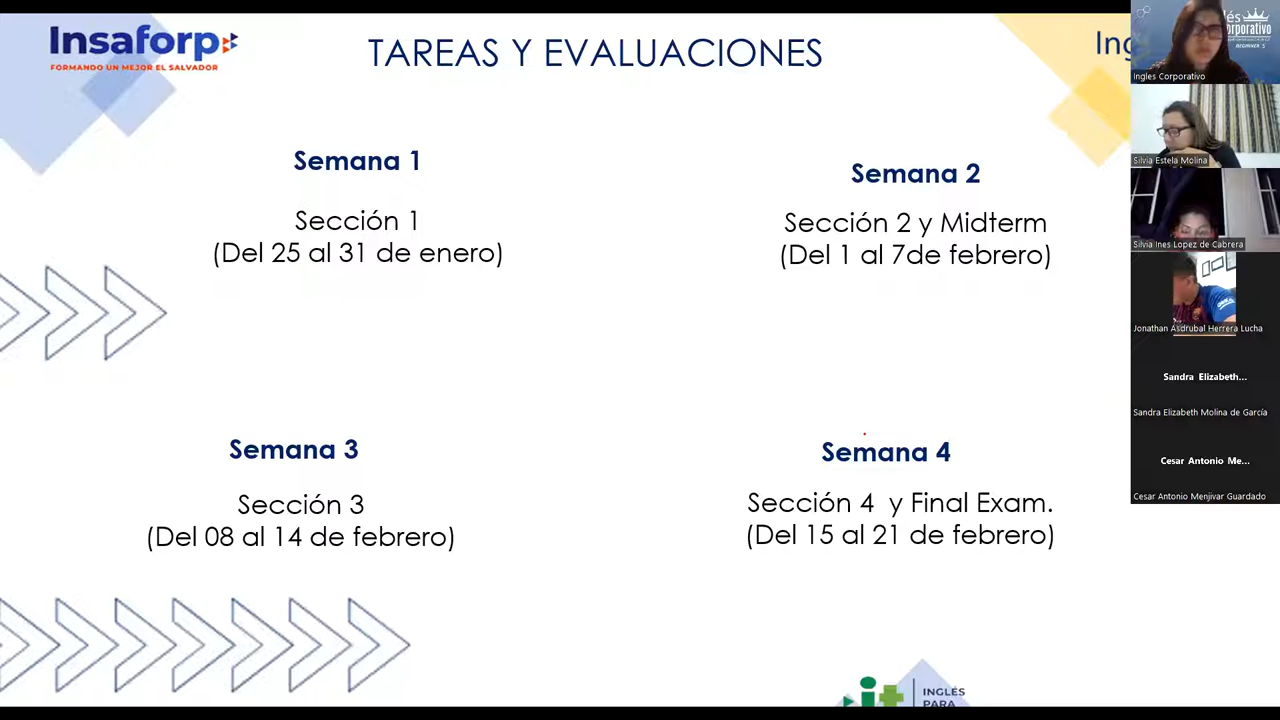 Insaforp
FORMANDO UN MEJOR EL SALVADOR
TAREAS Y EVALUACIONES
Semana 1
Sección 1
(Del 25 al 31 de enero)
Semana 2
Sección 2 y Midterm
(Del 1 al 7de febrero)
Semana 3
Sección 3
(Del 08 al 14 de febrero)
Semana 4
Sección 4 y Final Exam.
(Del 15 al 21 de febrero)
INGLÉS
PARA
BEGINNER 5
Ingles Corporativo
Silvia Estela Molina
Silvia Ines Lopez de Cabrera
Jonathan Asdrubal Herrera Lucha
Sandra Elizabeth...
Sandra Elizabeth Molina de García
Cesar Antonio Me...
Cesar Antonio Menjivar Guardado